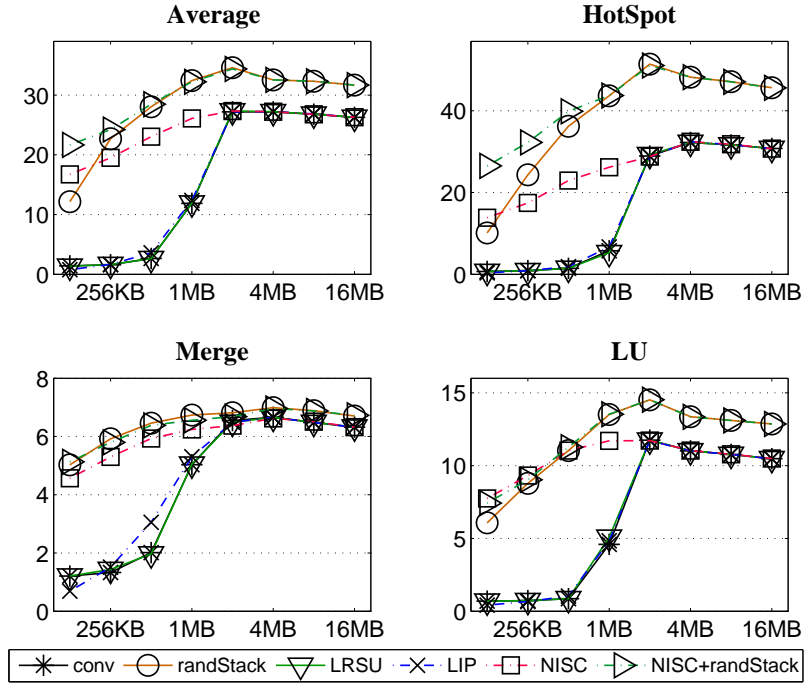 Average
HotSpot
30
20
10
0
256KB 1MB 4MB 16MB
40
20
0
256KB 1MB 4MB 16MB
Merge
LU
8
6
4
2
0
256KB 1MB 4MB 16MB
15
10
5
0
256KB 1MB 4MB 16MB
conv randStack LRSU LIP NISC NISC+randStack